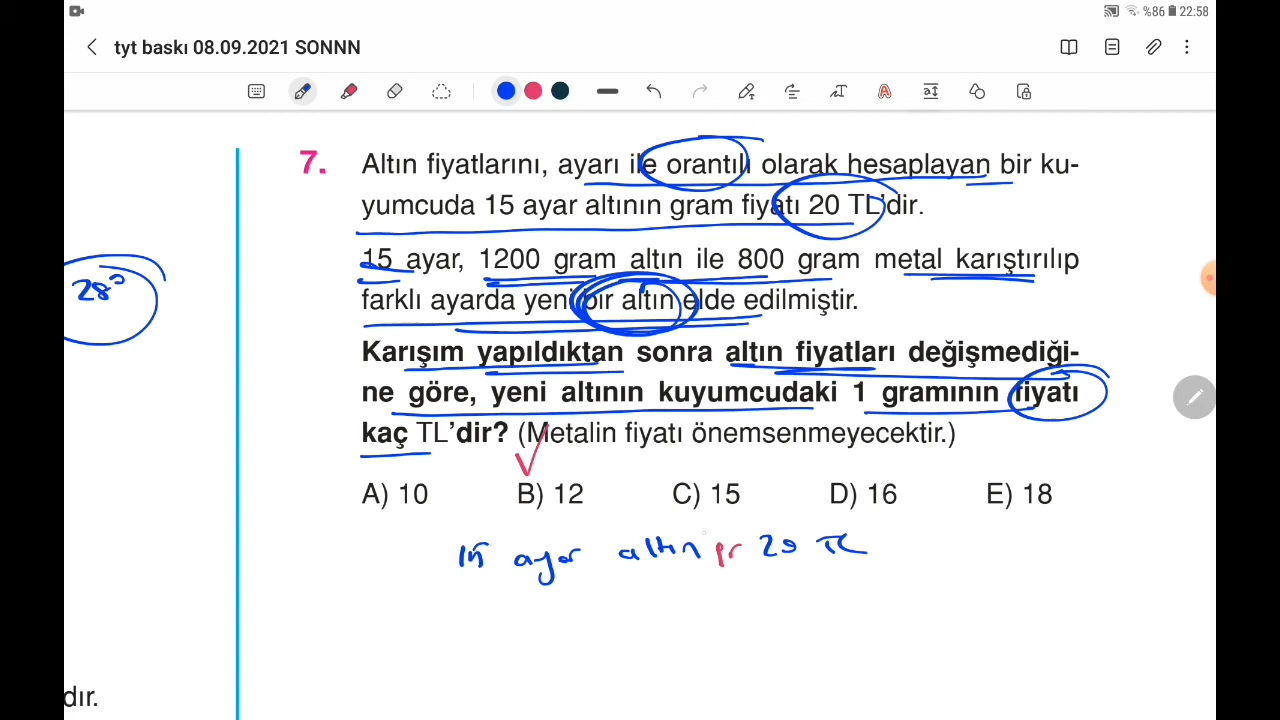 %86 22:58
tyt baskı 08.09.2021 SONNN
7. Altın fiyatlarını, ayarı ile orantılı olarak hesaplayan bir ku-
yumcuda 15 ayar altının gram fiyatı 20 TL'dir.
15 ayar, 1200 gram altın ile 800 gram metal karıştırılıp
farklı ayarda yeni bir altın elde edilmiştir.
28
Karışım yapıldıktan sonra altın fiyatları değişmediği-
ne göre, yeni altının kuyumcudaki 1 gramının fiyatı
kaç TL'dir? (Metalin fiyatı önemsenmeyecektir.)
A) 10 B) 12 C) 15 D) 16 E) 18
15 ayar altın gr 20 TL
dır.